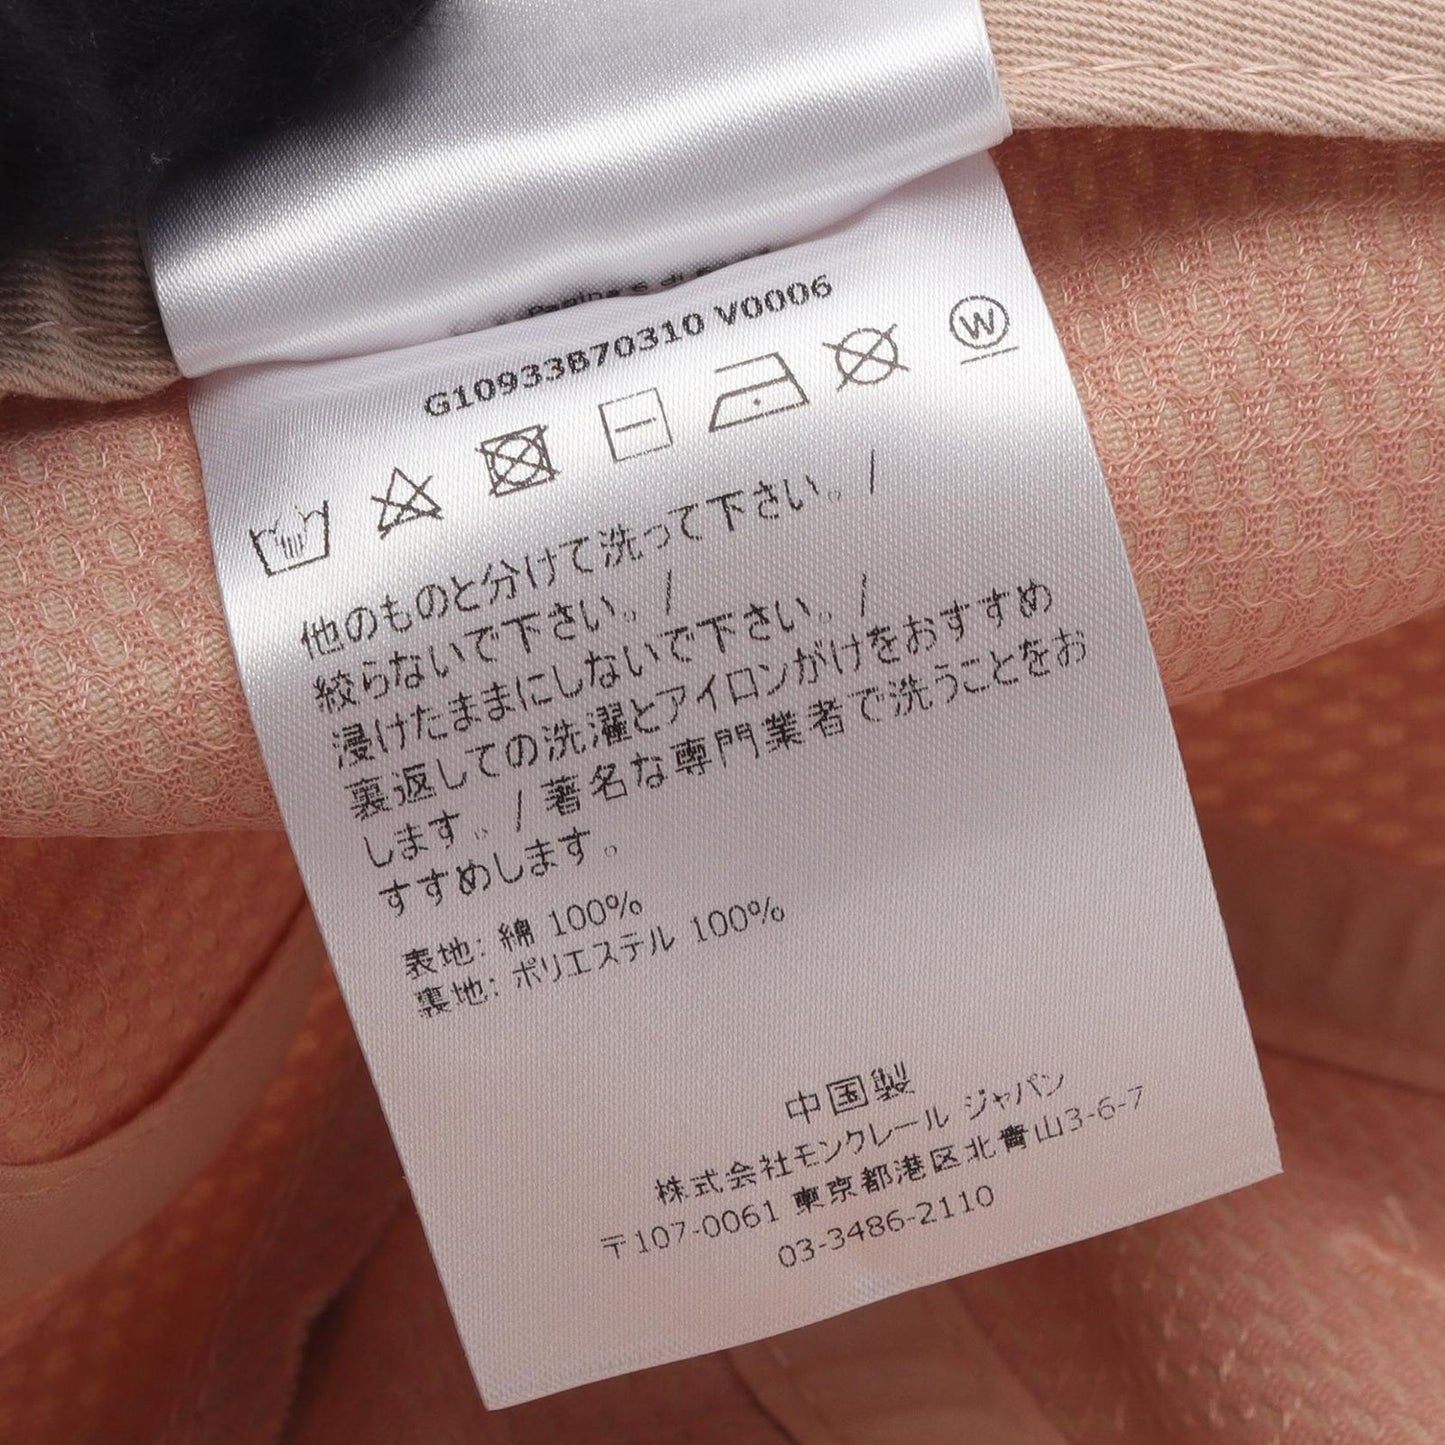 G10933B70310 V0006
W
他のものと分けて洗って下さい。/
絞らないで下さい。/
浸けたままにしないで下さい。/
裏返しての洗濯とアイロンがけをおすすめ
します。/ 著名な専門業者で洗うことをお
すすめします。
表地: 綿 100%
裏地: ポリエステル 100%
中国製
株式会社モンクレール ジャパン
〒107-0061 東京都港区北青山3-6-7
03-3486-2110